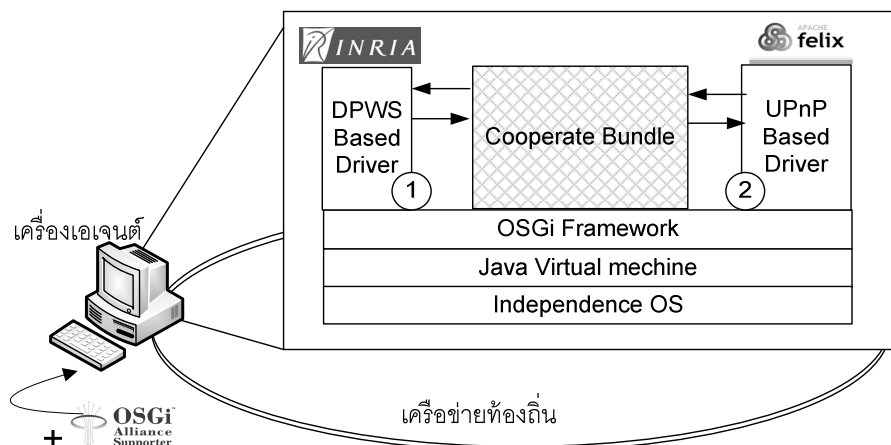 INRIA
APACHE
felix
DPWS
Based
Driver
1
Cooperate Bundle
UPnP
Based
Driver
2
OSGi Framework
Java Virtual mechine
Independence OS
เครื่องเอเจนต์
เครือข่ายท้องถิ่น
+
OSGi
Alliance
Supporter